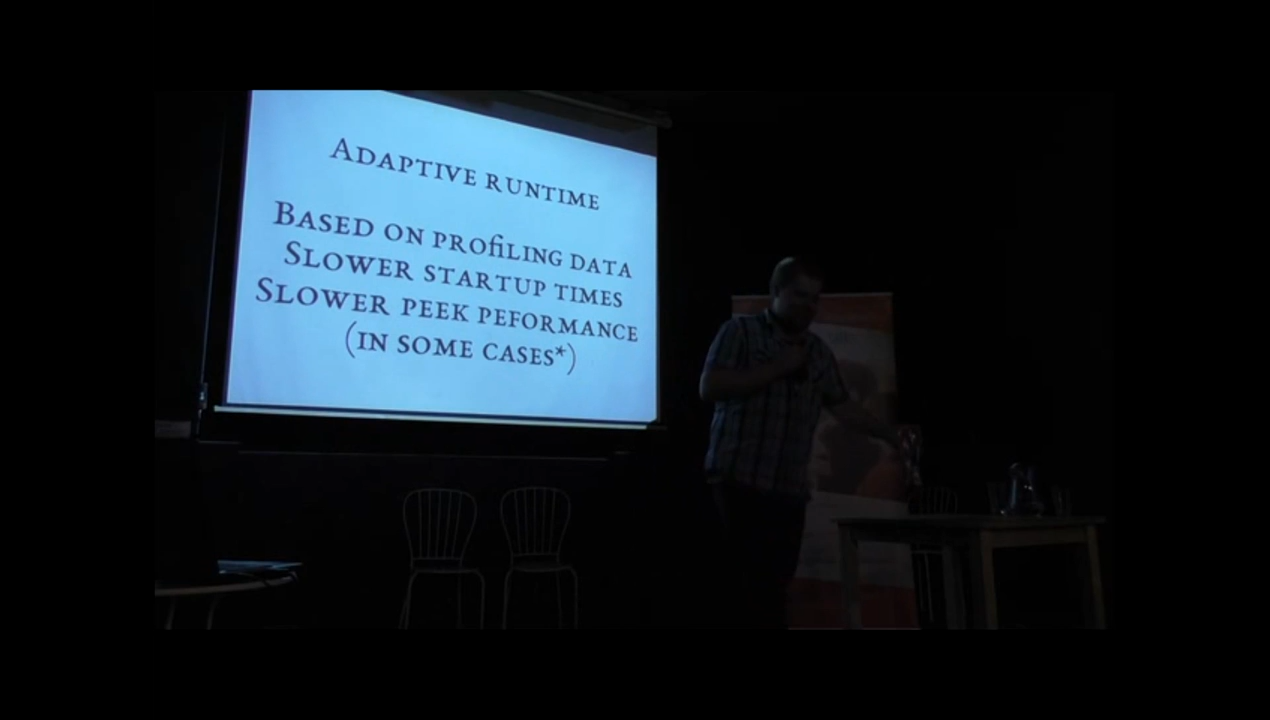 Adaptive runtime
Based on profiling data
Slower startup times
Slower peek peformance
(in some cases*)